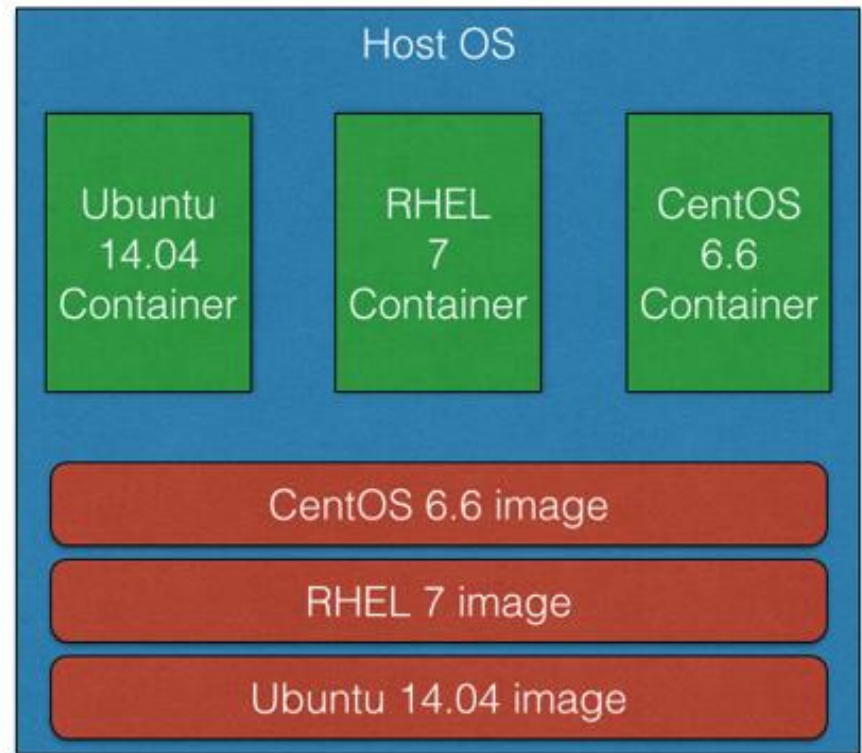 Host OS
Ubuntu
14.04
Container
RHEL
7
Container
CentOS
6.6
Container
CentOS 6.6 image
RHEL 7 image
Ubuntu 14.04 image